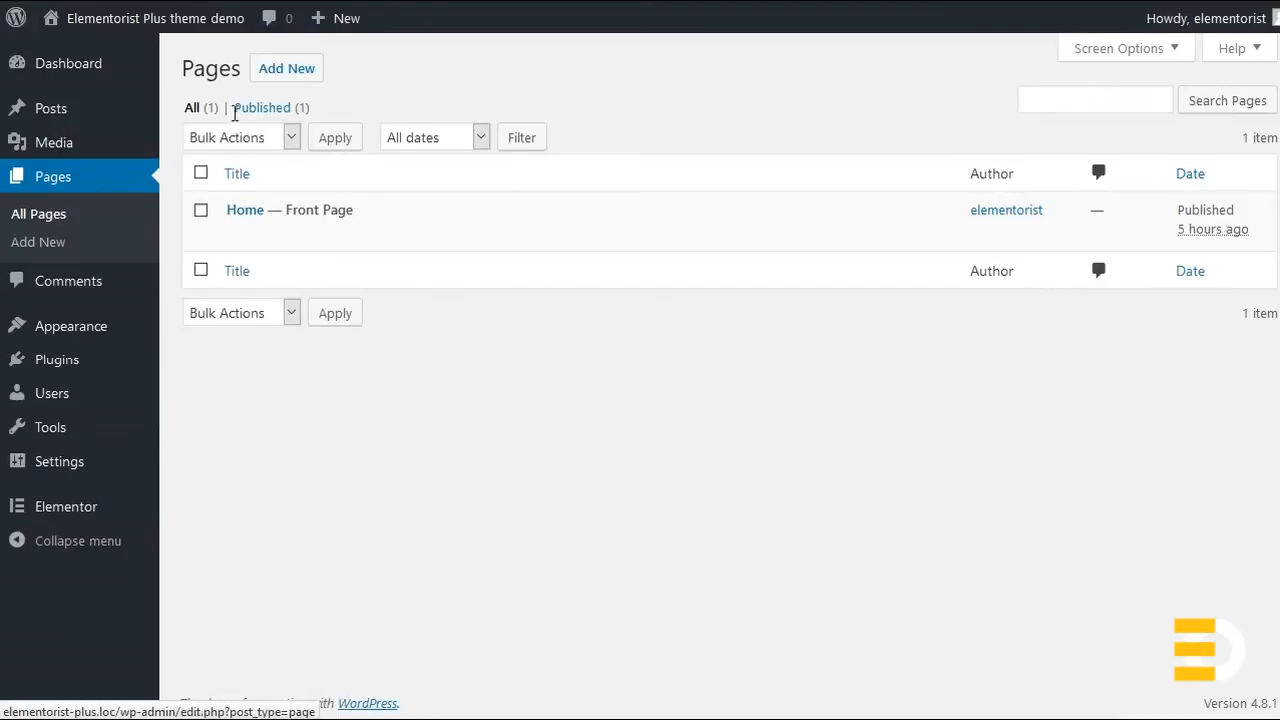 Elementorist Plus theme demo 0 New Howdy, elementorist
Screen Options Help
Dashboard
Posts
Media
Pages
All Pages
Add New
Comments
Appearance
Plugins
Users
Tools
Settings
Elementor
Collapse menu
Pages Add New
All (1) | Published (1)
Search Pages
Bulk Actions Apply All dates Filter 1 item
Title Author Date
Home — Front Page elementorist — Published
5 hours ago
Title Author Date
Bulk Actions Apply 1 item
with WordPress. Version 4.8.1
elementorist-plus.loc/wp-admin/edit.php?post_type=page